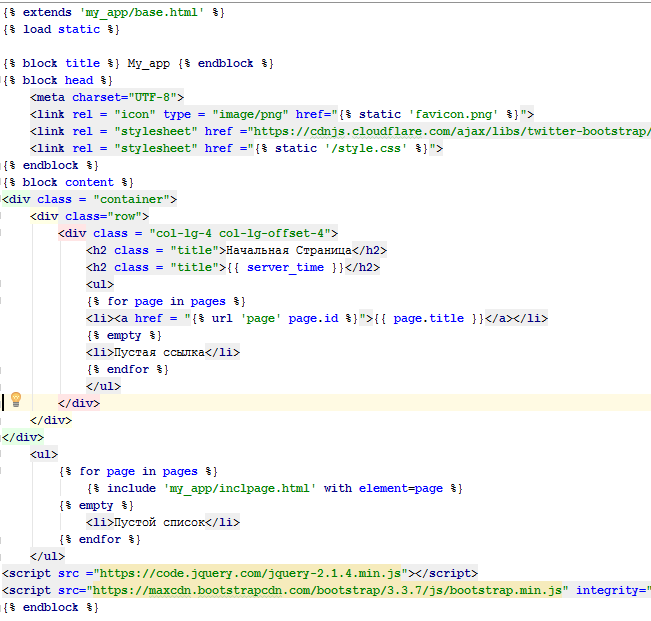 {% extends 'my_app/base.html' %}
{% load static %}
{% block title %} My_app {% endblock %}
{% block head %}
<meta charset="UTF-8">
<link rel = "icon" type = "image/png" href="{% static 'favicon.png' %}">
<link rel = "stylesheet" href ="https://cdnjs.cloudflare.com/ajax/libs/twitter-bootstrap/
<link rel = "stylesheet" href ="{% static '/style.css' %}">
{% endblock %}
{% block content %}
<div class = "container">
<div class="row">
<div class = "col-lg-4 col-lg-offset-4">
<h2 class = "title">Начальная Страница</h2>
<h2 class = "title">{{ server_time }}</h2>
<ul>
{% for page in pages %}
<li><a href = "{% url 'page' page.id %}">{{ page.title }}</a></li>
{% empty %}
<li>Пустая ссылка</li>
{% endfor %}
</ul>
</div>
</div>
</div>
<ul>
{% for page in pages %}
{% include 'my_app/inclpage.html' with element=page %}
{% empty %}
<li>Пустой список</li>
{% endfor %}
</ul>
<script src ="https://code.jquery.com/jquery-2.1.4.min.js"></script>
<script src="https://maxcdn.bootstrapcdn.com/bootstrap/3.3.7/js/bootstrap.min.js" integrity="
{% endblock %}